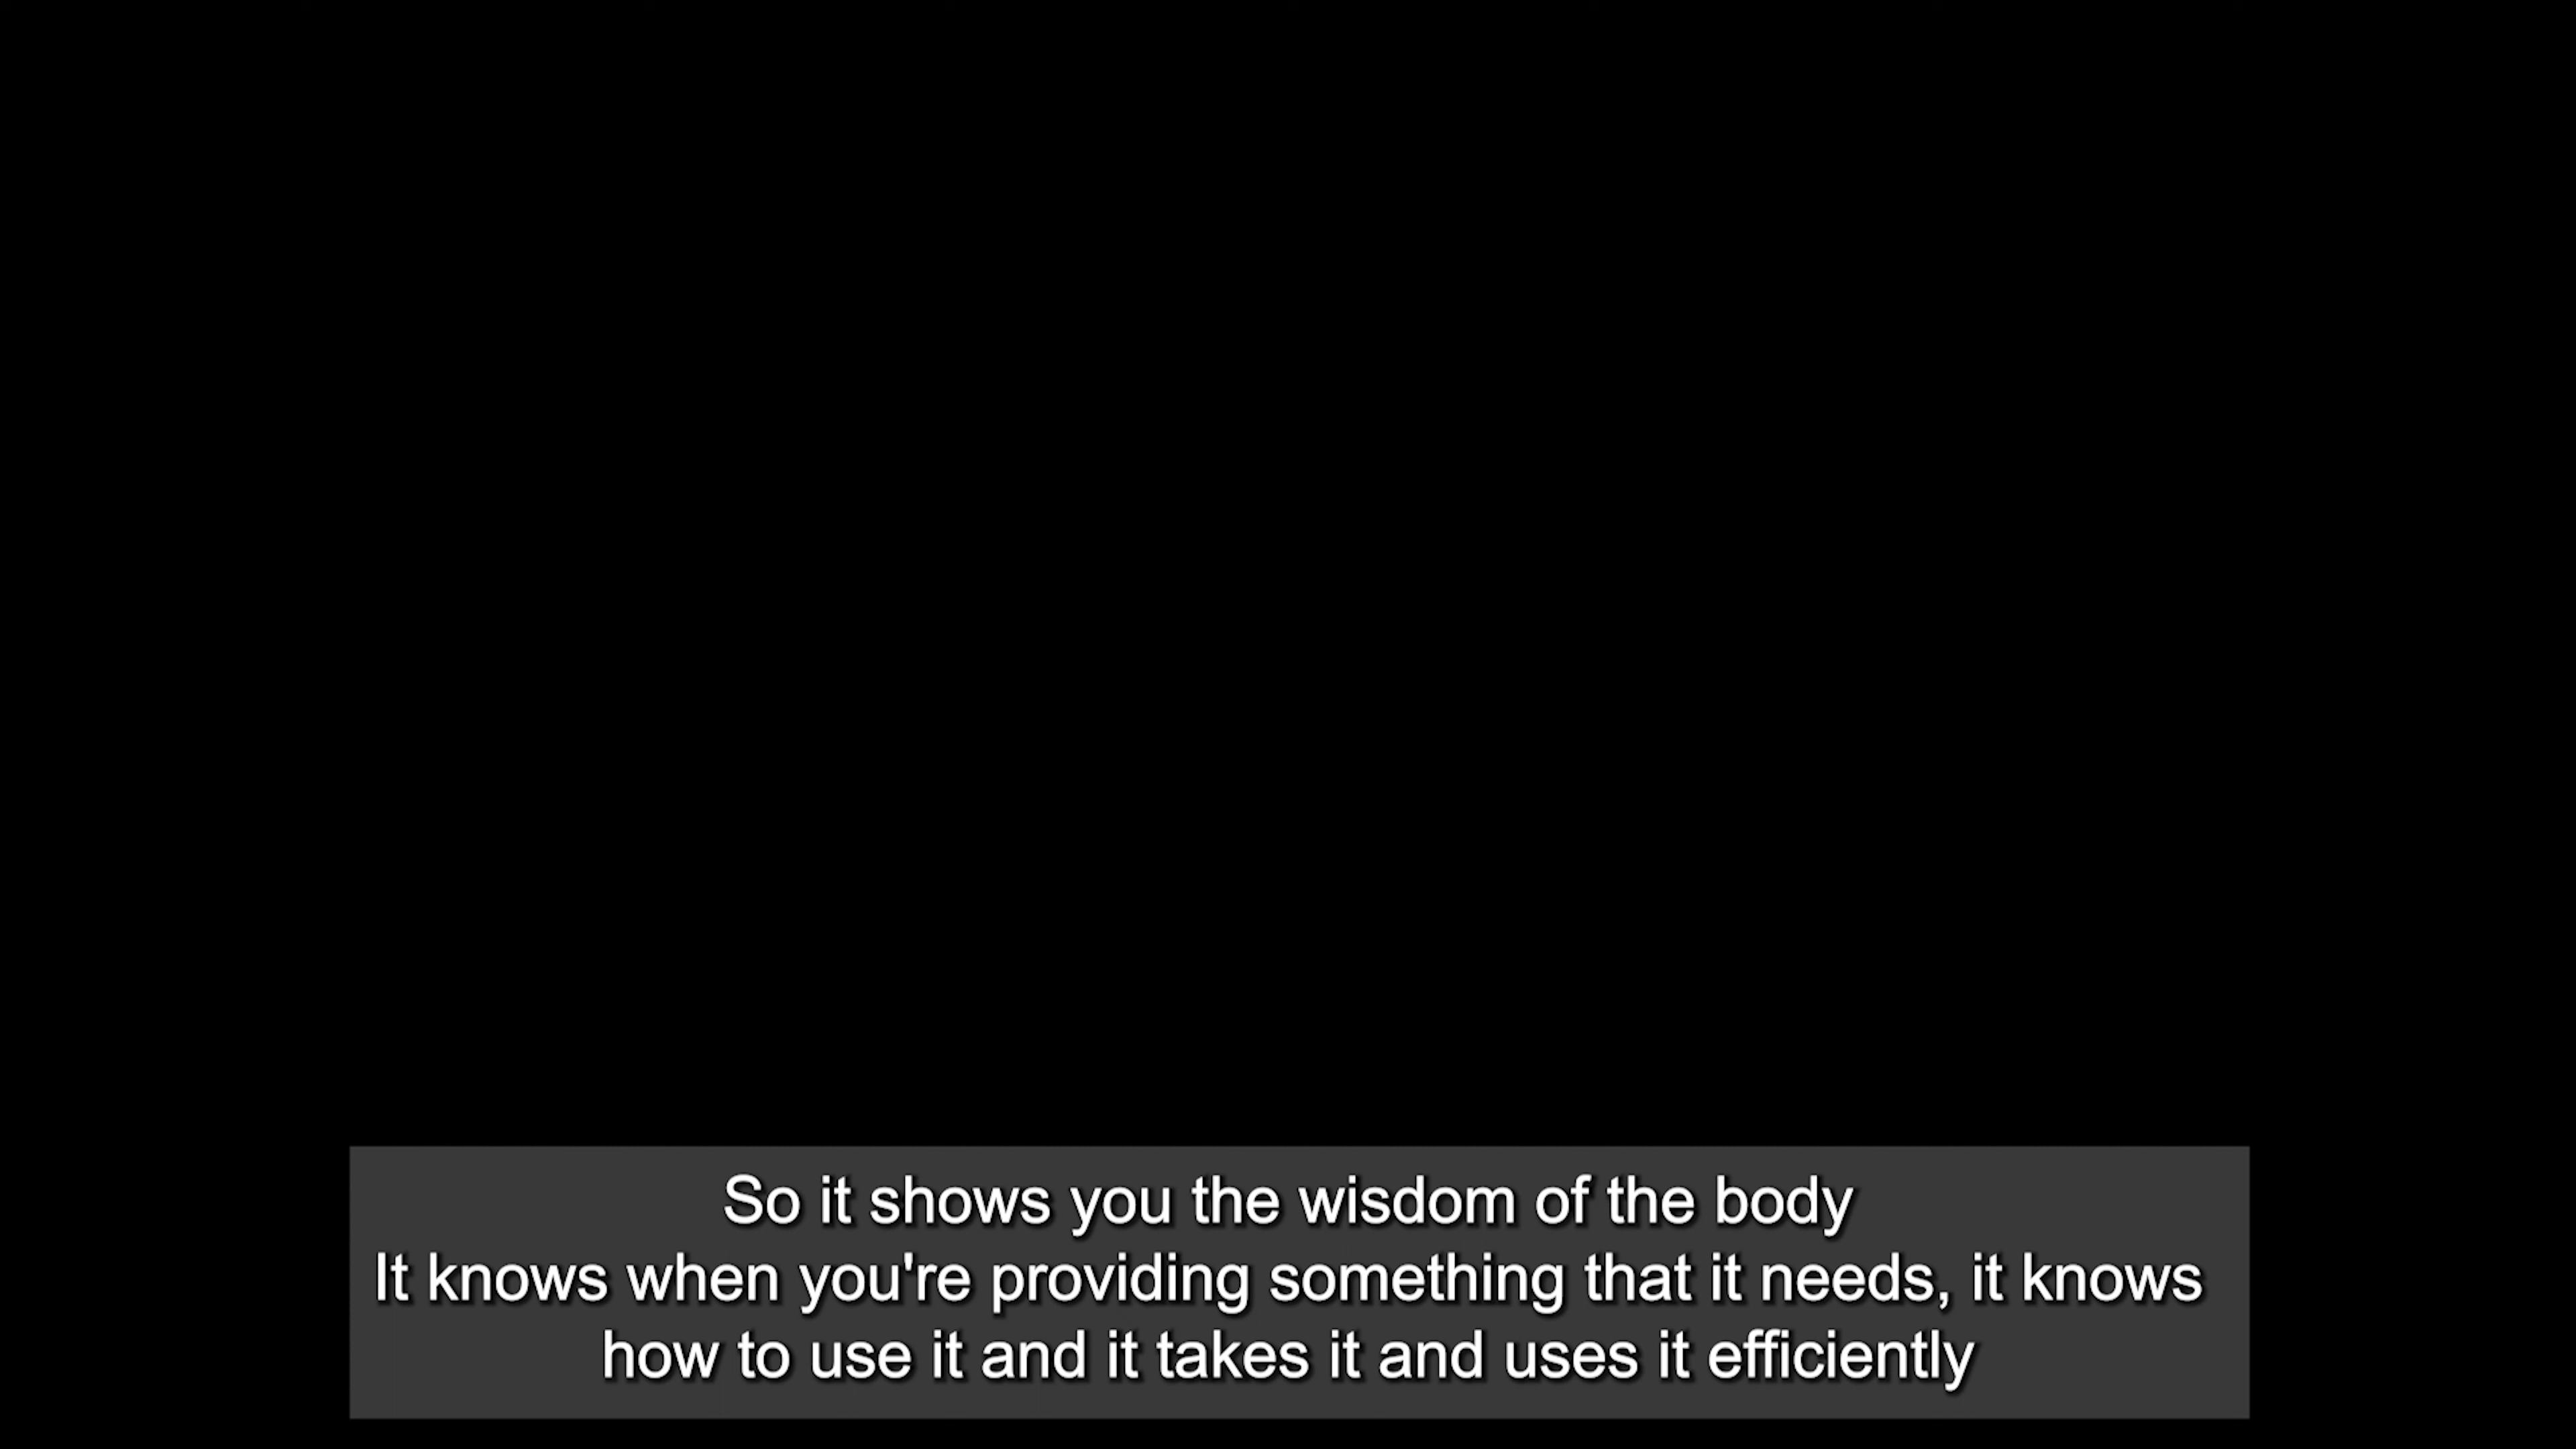 So it shows you the wisdom of the body
It knows when you're providing something that it needs, it knows
how to use it and it takes it and uses it efficiently